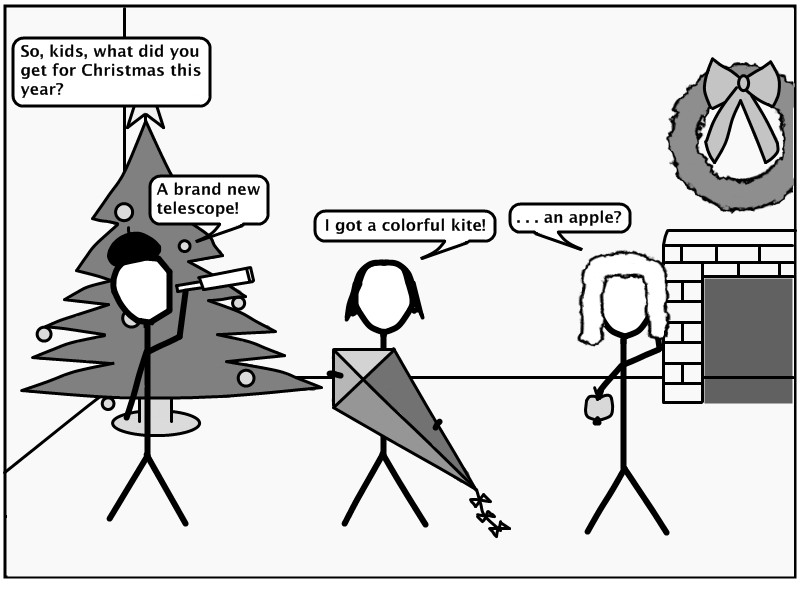 So, kids, what did you
get for Christmas this
year?
A brand new
telescope!
I got a colorful kite!
. . . an apple?